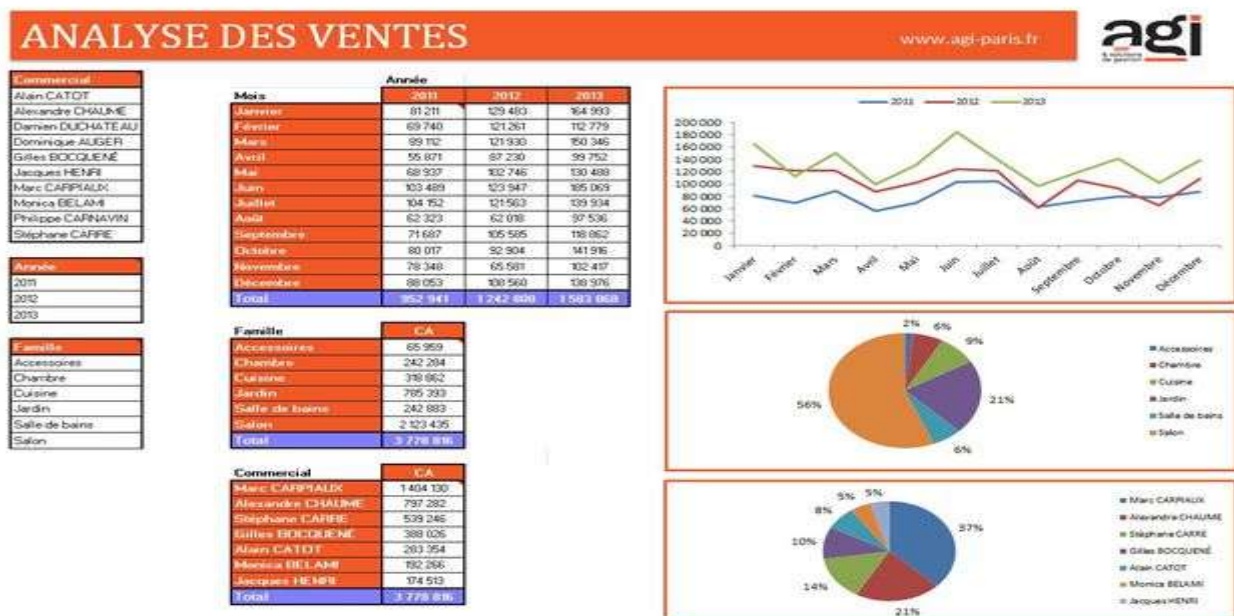 ANALYSE DES VENTES
www.agi-paris.fr
agi
Commercial
Alain CATOT
Alexandre CHAUME
Damien DUCHATEAU
Dominique AUGER
Gilles BOCQUENÉ
Jacques HENRI
Marc CARPIAUX
Monica BELAMI
Philippe CARNAVIN
Stéphane CARRE
Année
2011
2012
2013
Famille
Accessoires
Chambre
Cuisine
Jardin
Salle de bains
Salon
Année
Mois 2011 2012 2013
Janvier 81 211 129 483 164 993
Février 69 740 121 261 112 779
Mars 89 112 121 930 150 346
Avril 55 871 87 230 99 752
Mai 68 937 102 746 130 488
Juin 103 489 123 947 185 069
Juillet 104 152 121 563 139 934
Août 62 323 62 018 97 536
Septembre 71 687 105 585 118 862
Octobre 80 017 92 904 141 916
Novembre 78 348 65 581 102 417
Décembre 88 053 108 560 138 976
Total 952 941 1 242 808 1 583 068
Famille CA
Accessoires 65 959
Chambre 242 284
Cuisine 318 862
Jardin 785 393
Salle de bains 242 883
Salon 2 123 435
Total 3 778 816
Commercial CA
Marc CARPIAUX 1 404 130
Alexandre CHAUME 797 282
Stéphane CARRE 539 246
Gilles BOCQUENÉ 388 026
Alain CATOT 283 354
Monica BELAMI 192 266
Jacques HENRI 174 513
Total 3 778 816
2011 2012 2013
200 000
180 000
160 000
140 000
120 000
100 000
80 000
60 000
40 000
20 000
0
Janvier Février Mars Avril Mai Juin Juillet Août Septembre Octobre Novembre Décembre
2% 6% 9% 21% 6% 56%
Accessoires
Chambre
Cuisine
Jardin
Salle de bains
Salon
5% 5% 8% 10% 14% 21% 37%
Marc CARPIAUX
Alexandre CHAUME
Stéphane CARRE
Gilles BOCQUENÉ
Alain CATOT
Monica BELAMI
Jacques HENRI